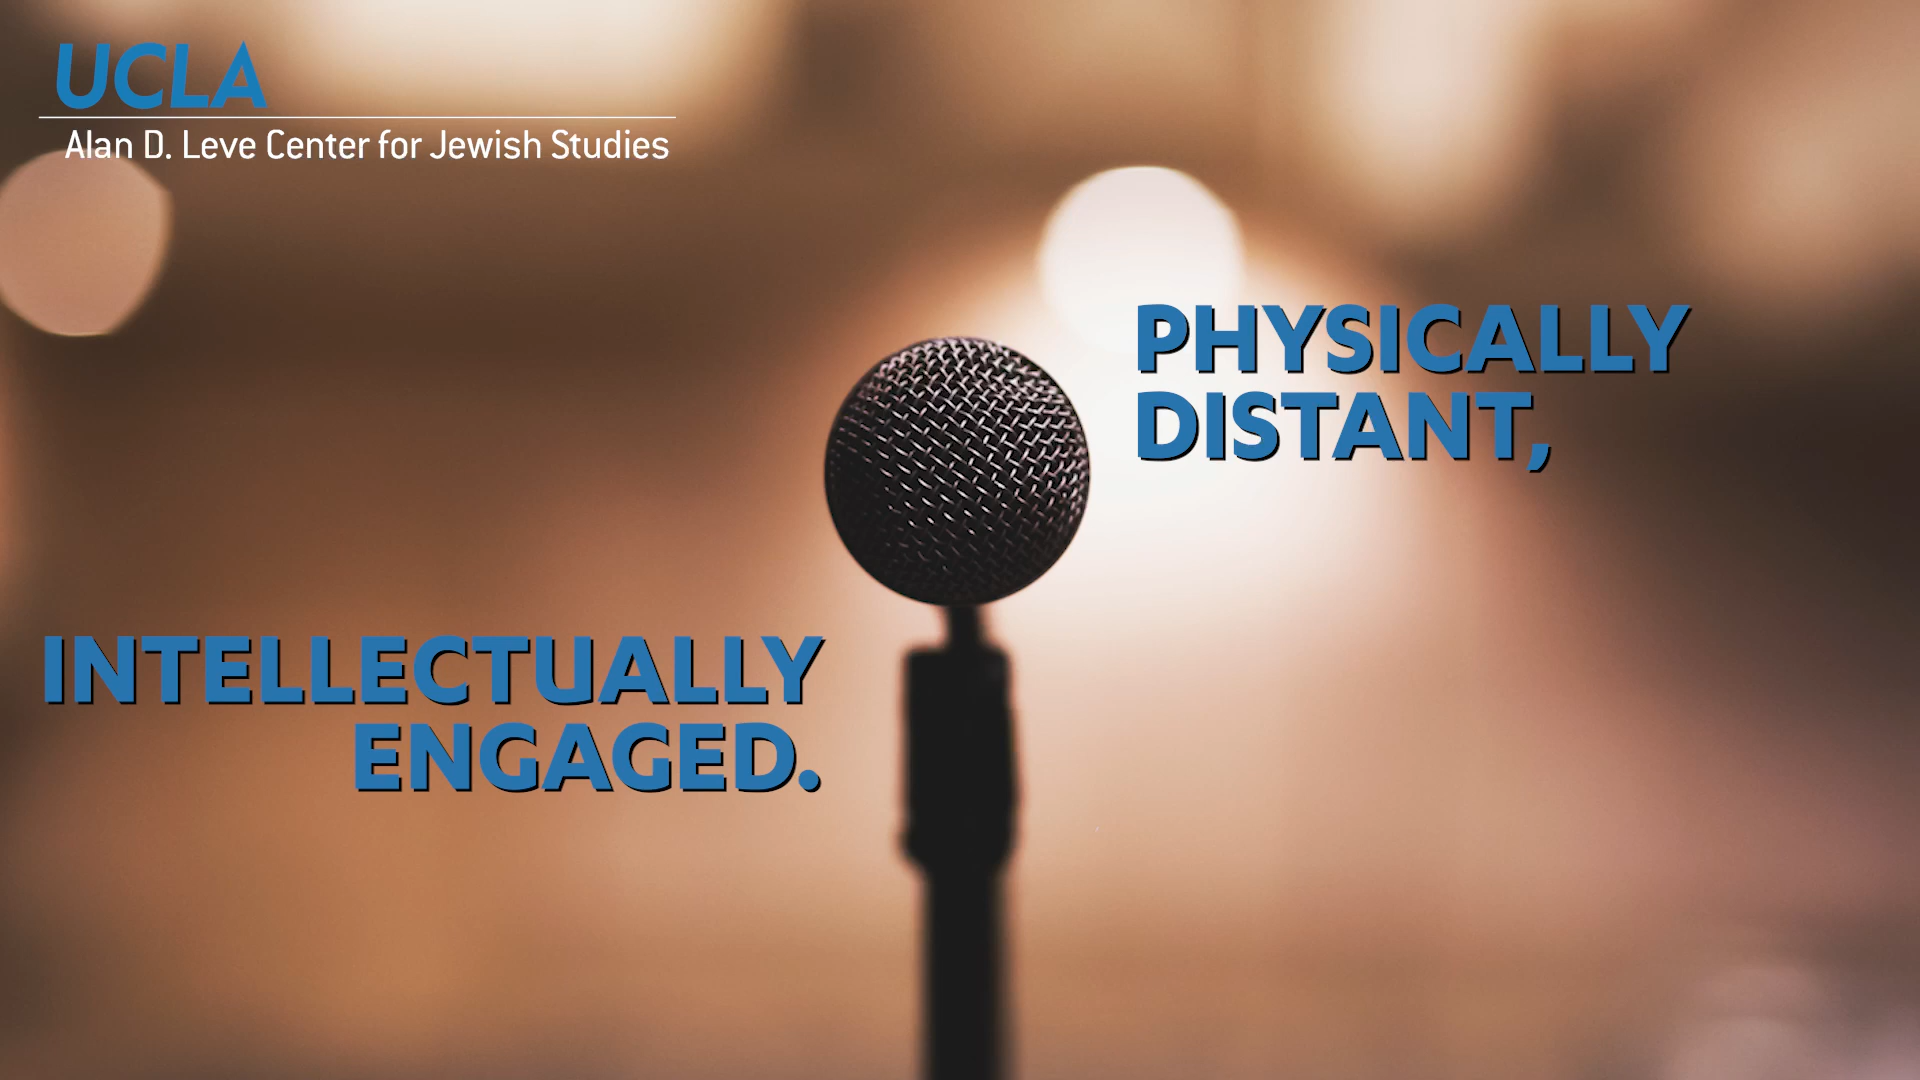 UCLA
Alan D. Leve Center for Jewish Studies
PHYSICALLY
DISTANT,
INTELLECTUALLY
ENGAGED.